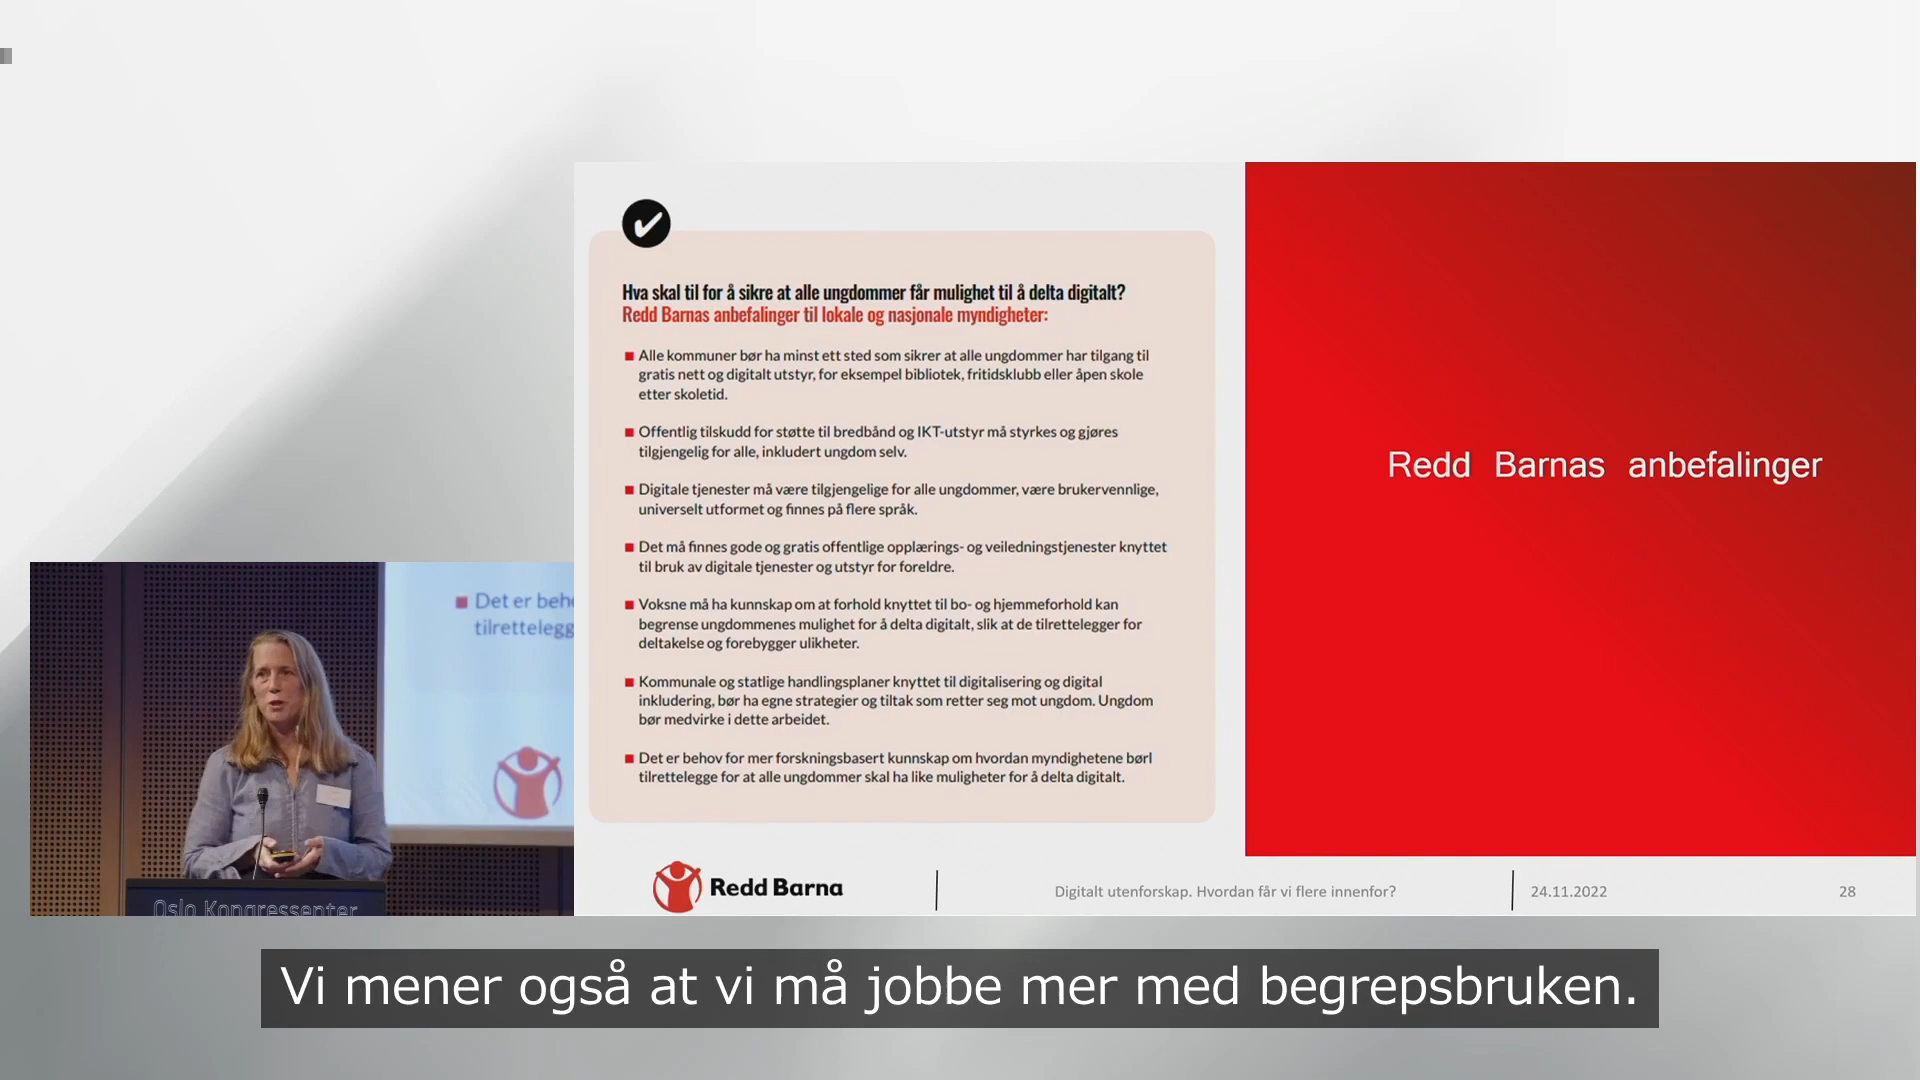 Hva skal til for å sikre at alle ungdommer får mulighet til å delta digitalt?
Redd Barnas anbefalinger til lokale og nasjonale myndigheter:
Alle kommuner bør ha minst ett sted som sikrer at alle ungdommer har tilgang til
gratis nett og digitalt utstyr, for eksempel bibliotek, fritidsklubb eller åpen skole
etter skoletid.
Offentlig tilskudd for støtte til bredbånd og IKT-utstyr må styrkes og gjøres
tilgjengelig for alle, inkludert ungdom selv.
Digitale tjenester må være tilgjengelige for alle ungdommer, være brukervennlige,
universelt utformet og finnes på flere språk.
Det må finnes gode og gratis offentlige opplærings- og veiledningstjenester knyttet
til bruk av digitale tjenester og utstyr for foreldre.
Voksne må ha kunnskap om at forhold knyttet til bo- og hjemmeforhold kan
begrense ungdommenes mulighet for å delta digitalt, slik at de tilrettelegger for
deltakelse og forebygger ulikheter.
Kommunale og statlige handlingsplaner knyttet til digitalisering og digital
inkludering, bør ha egne strategier og tiltak som retter seg mot ungdom. Ungdom
bør medvirke i dette arbeidet.
Det er behov for mer forskningsbasert kunnskap om hvordan myndighetene børl
tilrettelegge for at alle ungdommer skal ha like muligheter for å delta digitalt.
Redd Barnas anbefalinger
Det er beh
tilrettelegg
Oslo Kongressenter
Redd Barna
Digitalt utenforskap. Hvordan får vi flere innenfor?
24.11.2022
28
Vi mener også at vi må jobbe mer med begrepsbruken.